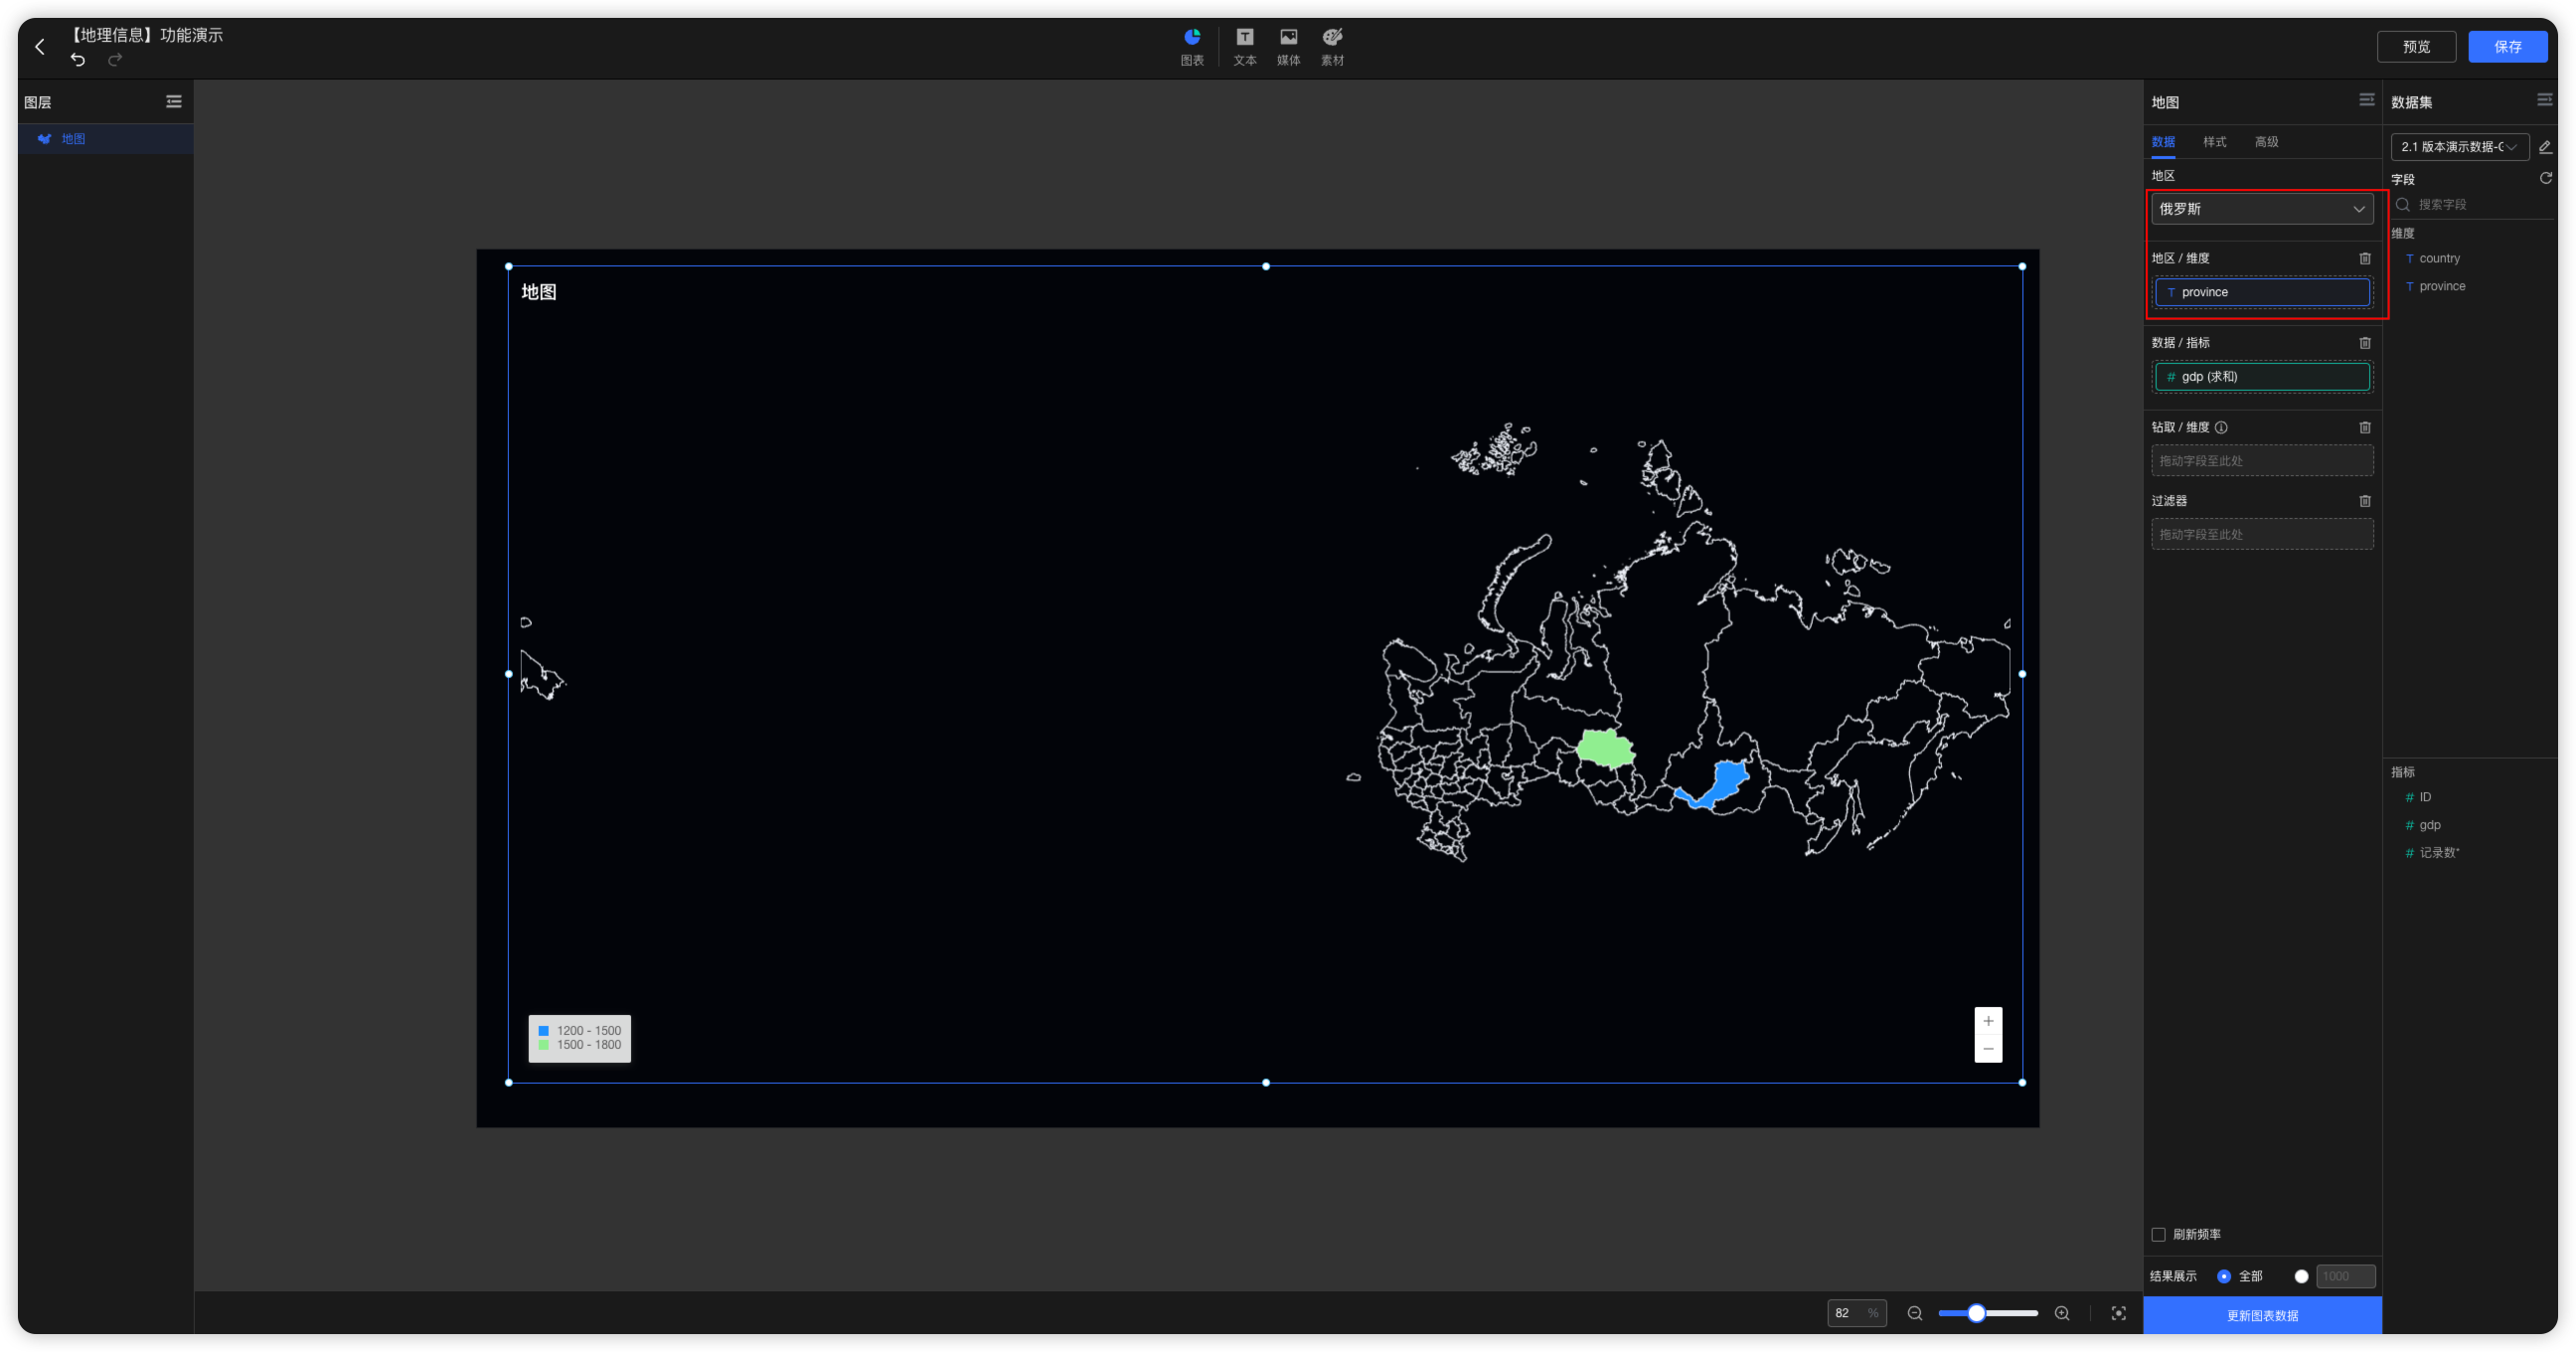 【地理信息】功能演示
图表
文本
媒体
素材
预览
保存
图层
地图
地图
1200 - 1500
1500 - 1800
82 %
地图
数据 样式 高级
地区
俄罗斯
地区 / 维度
T province
数据 / 指标
# gdp (求和)
钻取 / 维度
拖动字段至此处
过滤器
拖动字段至此处
刷新频率
结果展示 全部 1000
更新图表数据
数据集
2.1 版本演示数据-G
字段
搜索字段
维度
T country
T province
指标
# ID
# gdp
# 记录数*